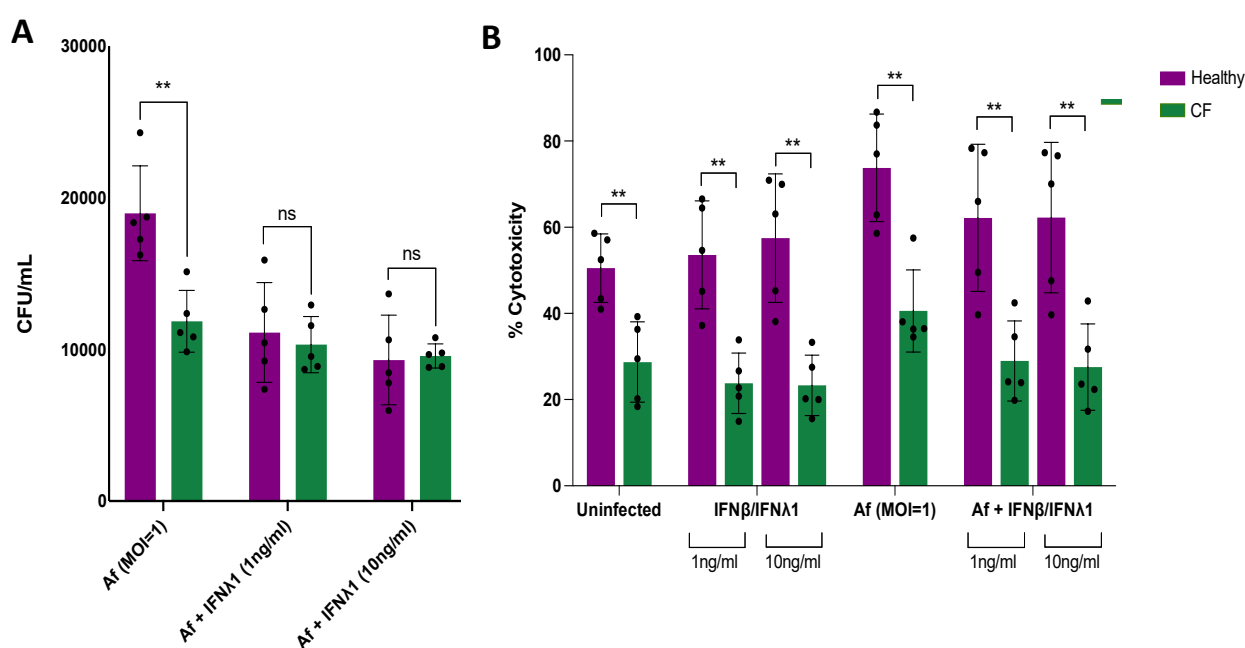 A
CFU/mL
30000
20000
10000
0
**
ns
ns
Af (MOI=1)
Af + IFNλ1 (1ng/ml)
Af + IFNλ1 (10ng/ml)
B
% Cytotoxicity
100
80
60
40
20
0
**
**
**
**
**
**
Healthy
CF
Uninfected
IFNβ/IFNλ1
Af (MOI=1)
Af + IFNβ/IFNλ1
1ng/ml
10ng/ml
1ng/ml
10ng/ml